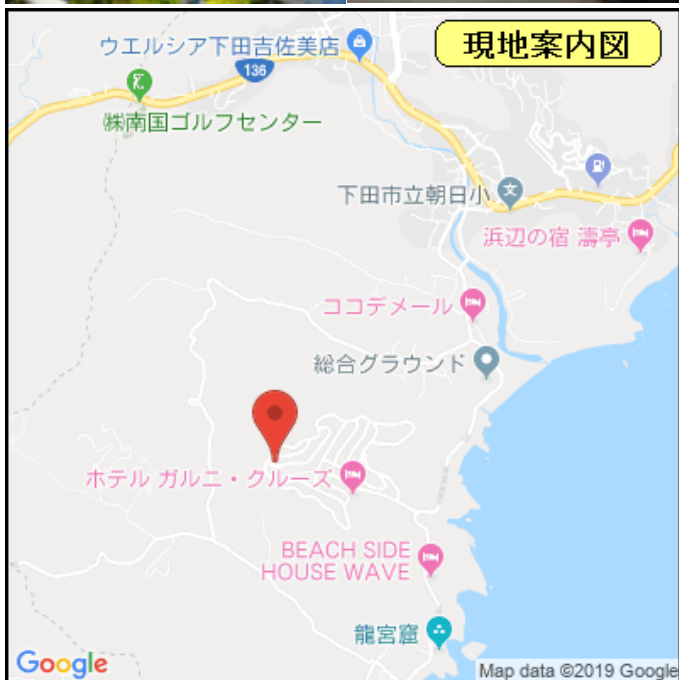 現地案内図
ウエルシア下田吉佐美店
136
㈱南国ゴルフセンター
下田市立朝日小
文
浜辺の宿 濤亭
ココデメール
総合グラウンド
ホテル ガルニ・クルーズ
BEACH SIDE
HOUSE WAVE
龍宮窟
Google
Map data ©2019 Google